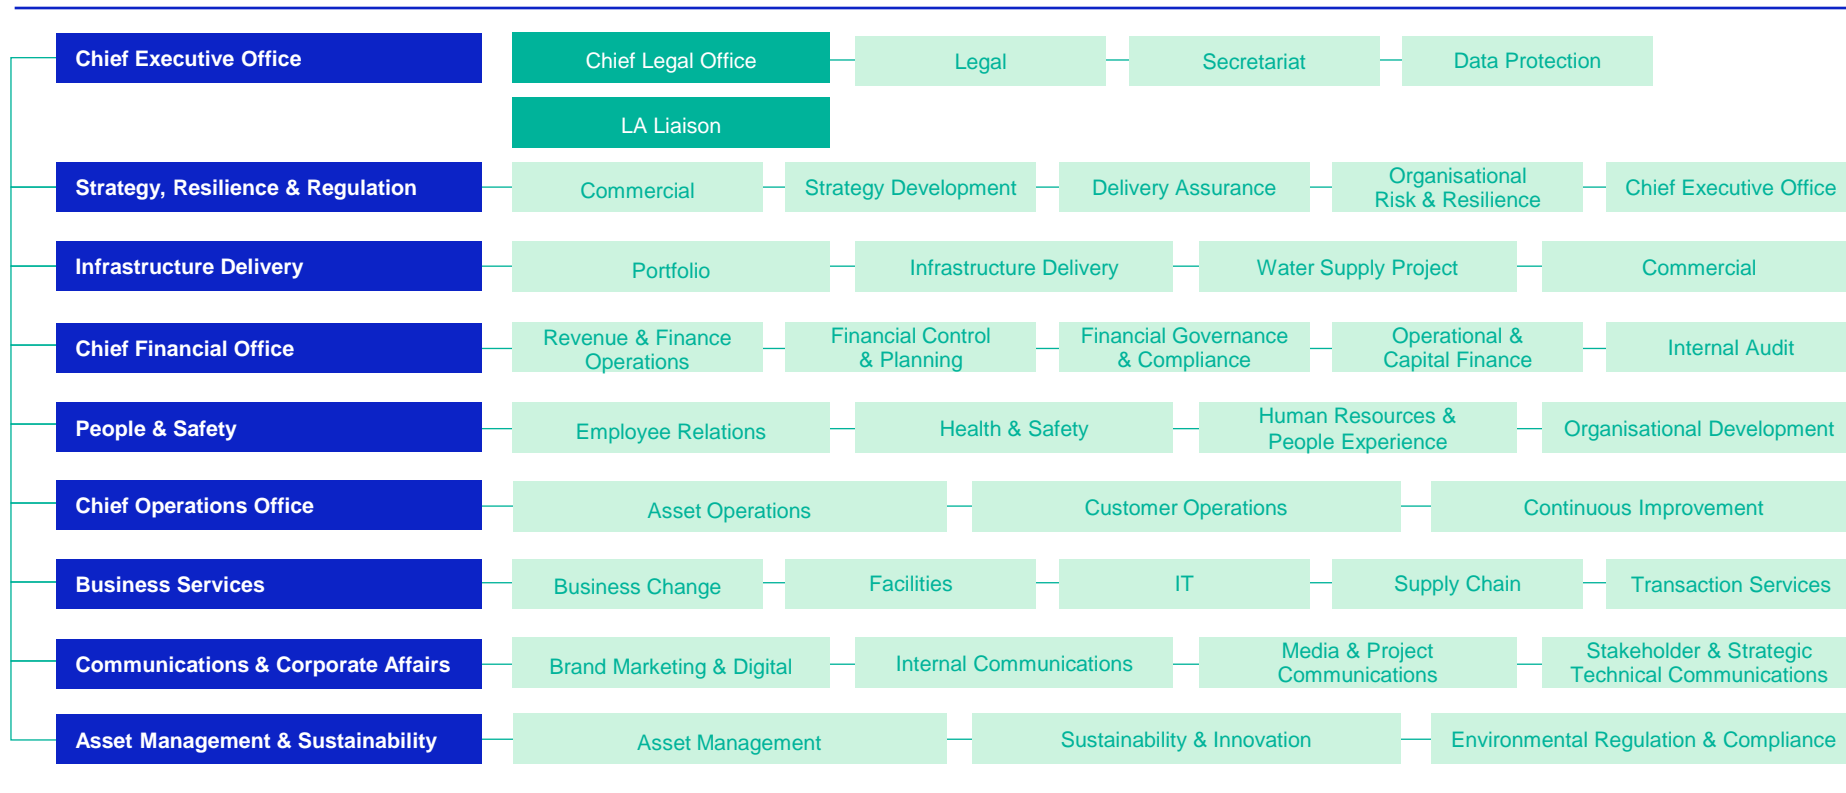 Chief Executive Office
Chief Legal Office
Legal
Secretariat
Data Protection
LA Liaison
Strategy, Resilience & Regulation
Commercial
Strategy Development
Delivery Assurance
Organisational
Risk & Resilience
Chief Executive Office
Infrastructure Delivery
Portfolio
Infrastructure Delivery
Water Supply Project
Commercial
Chief Financial Office
Revenue & Finance
Operations
Financial Control
& Planning
Financial Governance
& Compliance
Operational &
Capital Finance
Internal Audit
People & Safety
Employee Relations
Health & Safety
Human Resources &
People Experience
Organisational Development
Chief Operations Office
Asset Operations
Customer Operations
Continuous Improvement
Business Services
Business Change
Facilities
IT
Supply Chain
Transaction Services
Communications & Corporate Affairs
Brand Marketing & Digital
Internal Communications
Media & Project
Communications
Stakeholder & Strategic
Technical Communications
Asset Management & Sustainability
Asset Management
Sustainability & Innovation
Environmental Regulation & Compliance